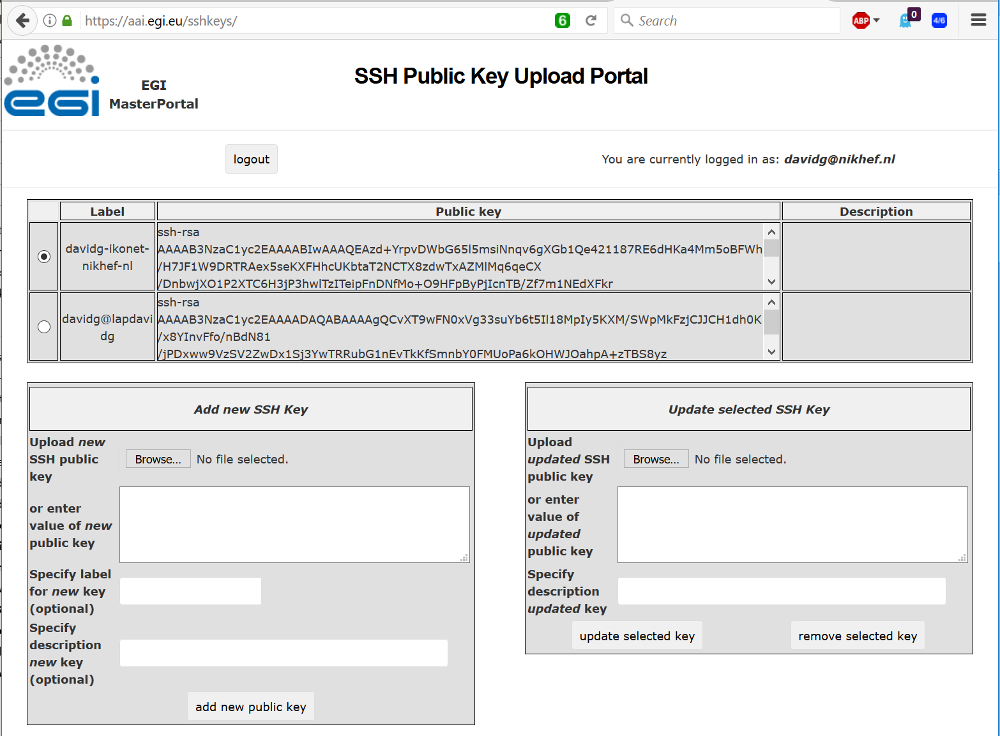 https://aai.egi.eu/sshkeys/
6
Search
ABP
0
4/6
egi
EGI
MasterPortal
SSH Public Key Upload Portal
logout
You are currently logged in as: davidg@nikhef.nl
Label
Public key
Description
davidg-ikonet-
nikhef-nl
ssh-rsa
AAAAB3NzaC1yc2EAAAABIwAAAQEAzd+YrpvDWbG65l5msiNnqv6gXGb1Qe421187RE6dHKa4Mm5oBFWh
/H7JF1W9DRTRAex5seKXFHhcUKbtaT2NCTX8zdwTxAZMlMq6qeCX
/DnbwjXO1P2XTC6H3jP3hwlTzITeipFnDNfMo+O9HFpByPjIcnTB/Zf7m1NEdXFkr
davidg@lapdavi
dg
ssh-rsa
AAAAB3NzaC1yc2EAAAADAQABAAAAgQCvXT9wFN0xVg33suYb6t5Il18MpIy5KXM/SWpMkFzjCJJCH1dh0K
/x8YInvFfo/nBdN81
/jPDxww9VzSV2ZwDx1Sj3YwTRRubG1nEvTkKfSmnbY0FMUoPa6kOHWJOahpA+zTBS8yz
Add new SSH Key
Upload new
SSH public
key
Browse...
No file selected.
or enter
value of new
public key
Specify label
for new key
(optional)
Specify
description
new key
(optional)
add new public key
Update selected SSH Key
Upload
updated SSH
public key
Browse...
No file selected.
or enter
value of
updated
public key
Specify
description
updated key
update selected key
remove selected key